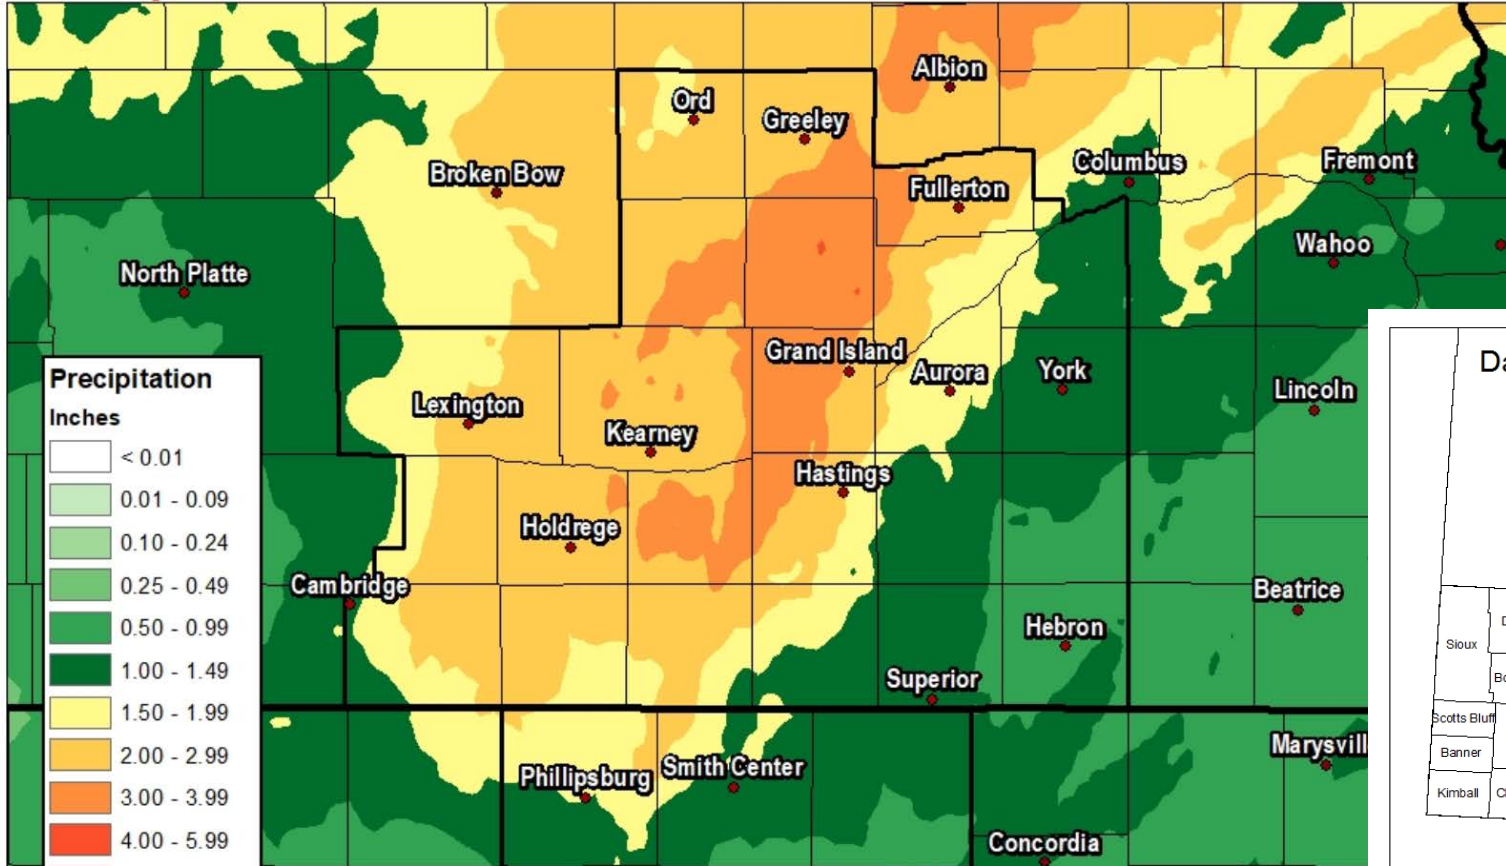 Albion
Ord
Greeley
Broken Bow
Columbus
Fremont
Fullerton
Wahoo
North Platte
Grand Island
Aurora
York
Lincoln
Lexington
Kearney
Hastings
Holdrege
Cambridge
Beatrice
Hebron
Superior
Marysvill
Phillipsburg
Smith Center
Concordia
Precipitation
Inches
< 0.01
0.01 - 0.09
0.10 - 0.24
0.25 - 0.49
0.50 - 0.99
1.00 - 1.49
1.50 - 1.99
2.00 - 2.99
3.00 - 3.99
4.00 - 5.99
Da
Sioux
Bo
Scotts Bluff
Banner
Kimball